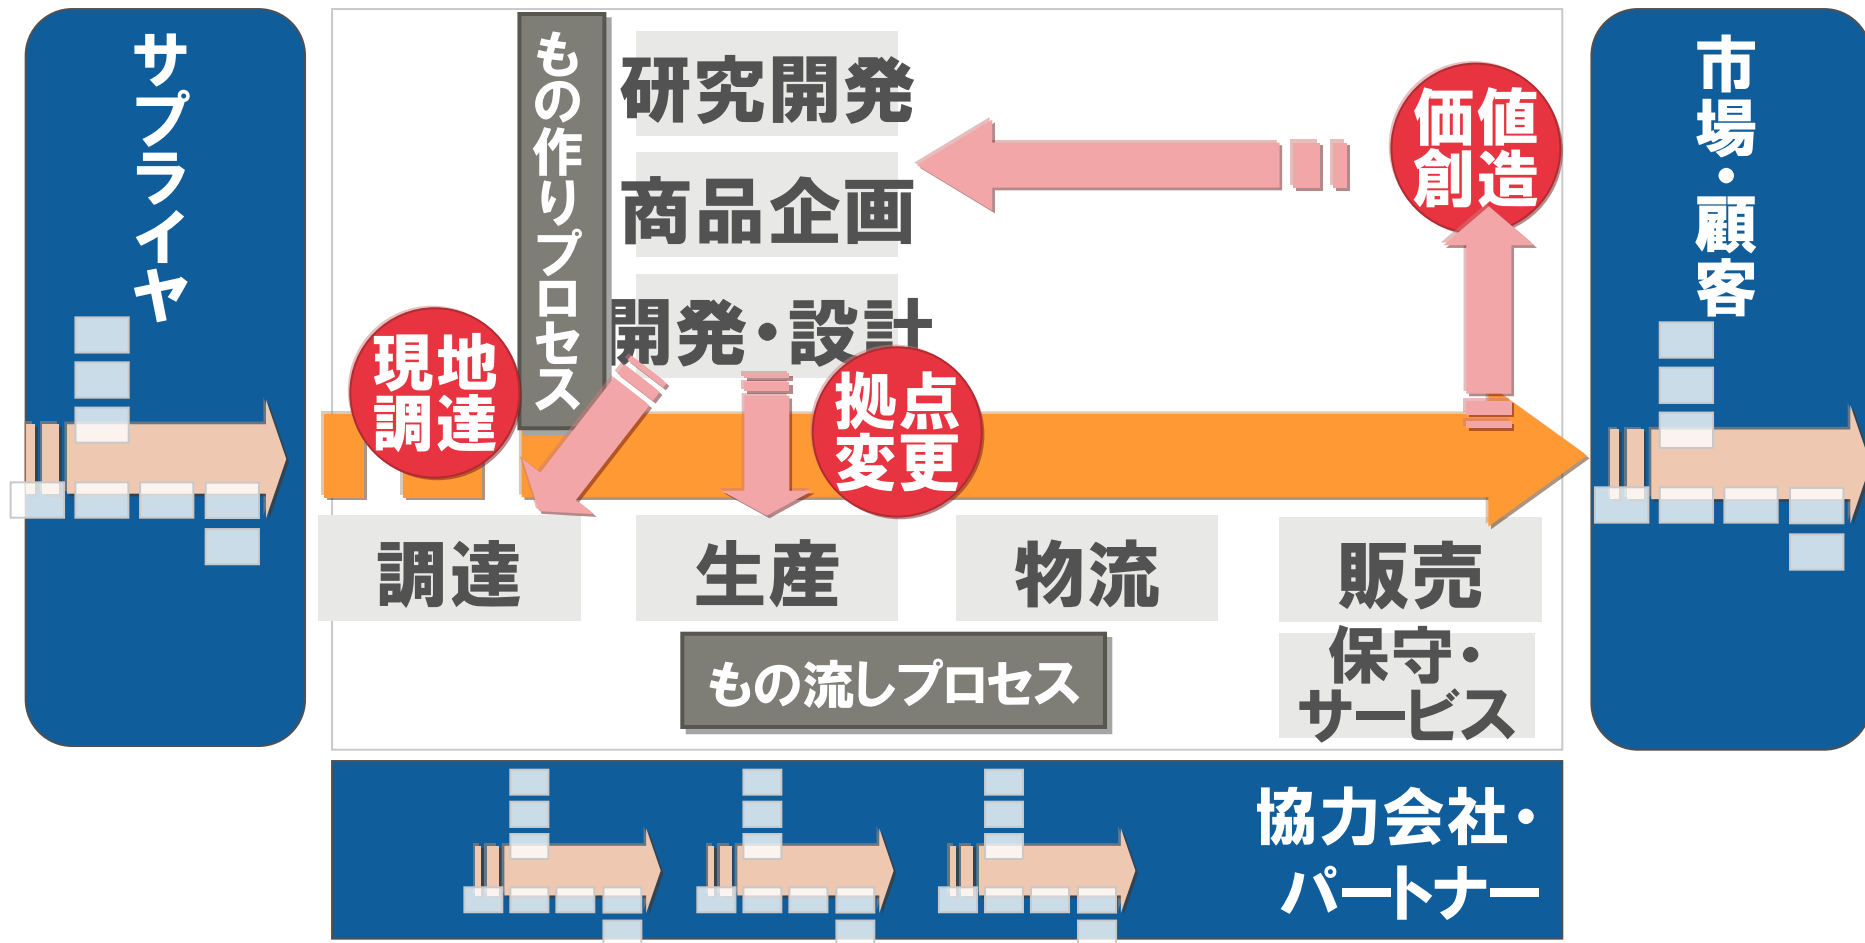 サプライヤ
もの作りプロセス
研究開発
商品企画
開発・設計
価値
創造
市場・顧客
現地
調達
拠点
変更
調達
生産
物流
販売
保守・
サービス
もの流しプロセス
協力会社・
パートナー